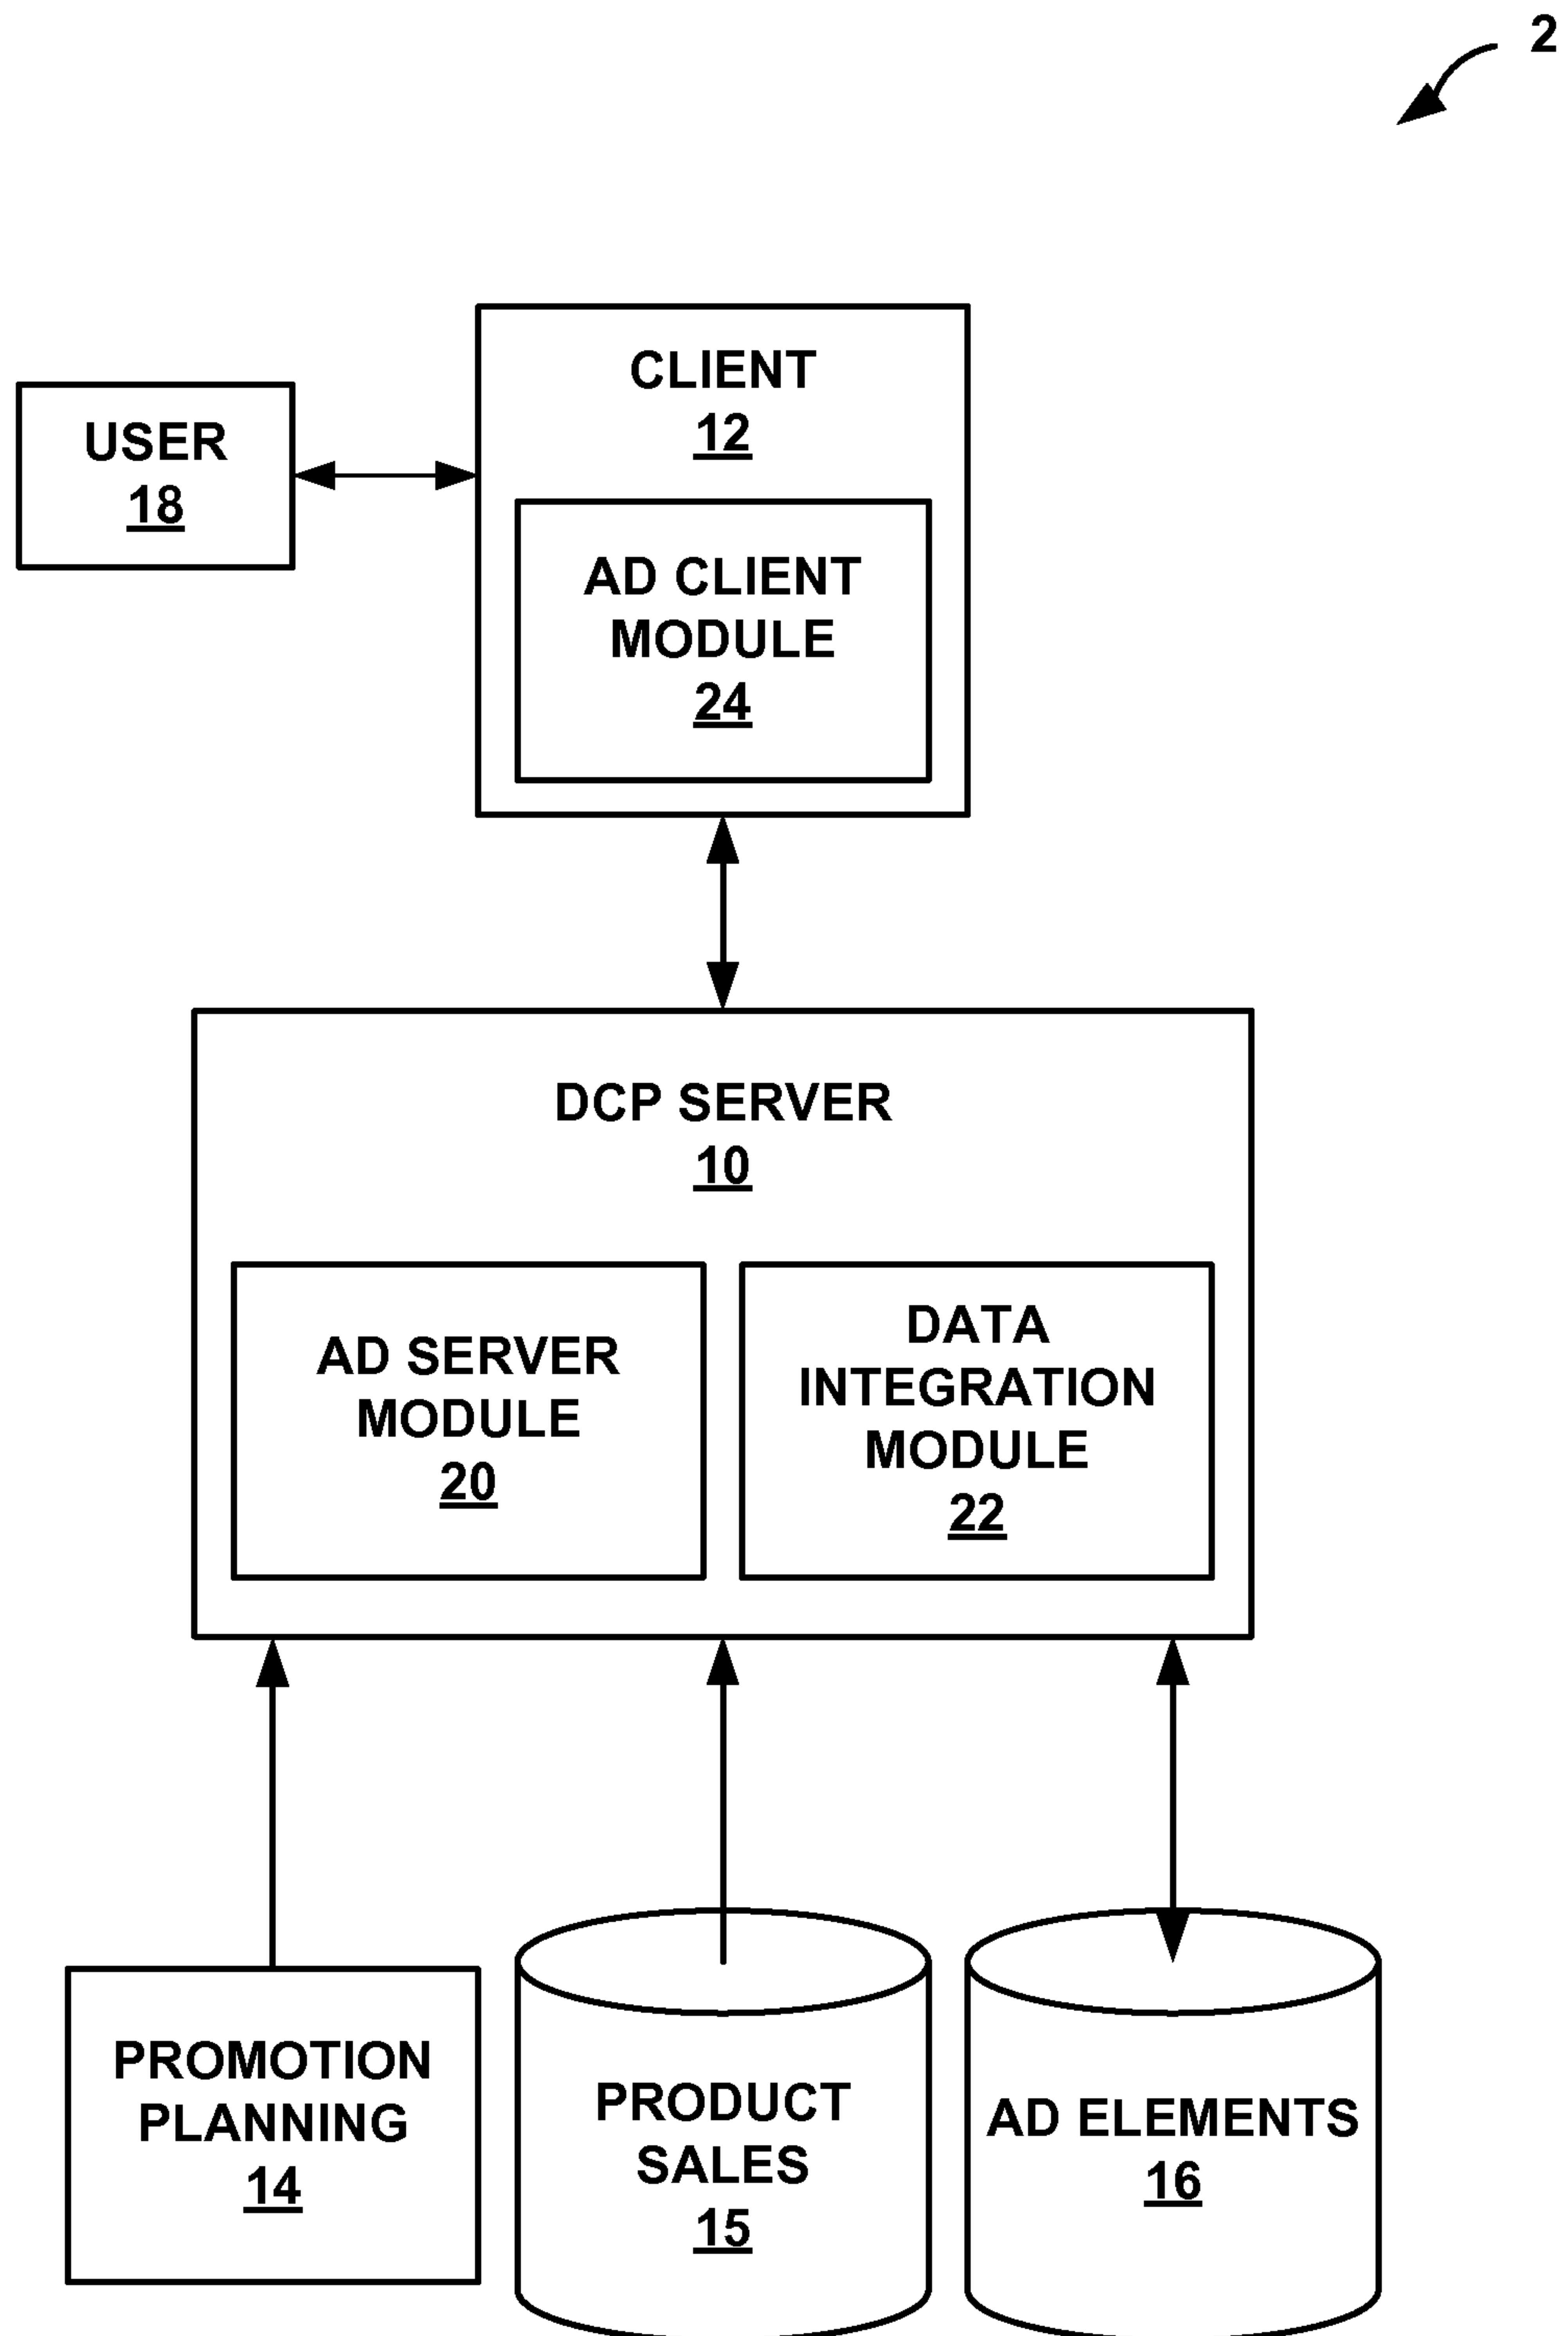 2
CLIENT
12
USER
18
AD CLIENT
MODULE
24
DCP SERVER
10
AD SERVER
MODULE
20
DATA
INTEGRATION
MODULE
22
PROMOTION
PLANNING
14
PRODUCT
SALES
15
AD ELEMENTS
16